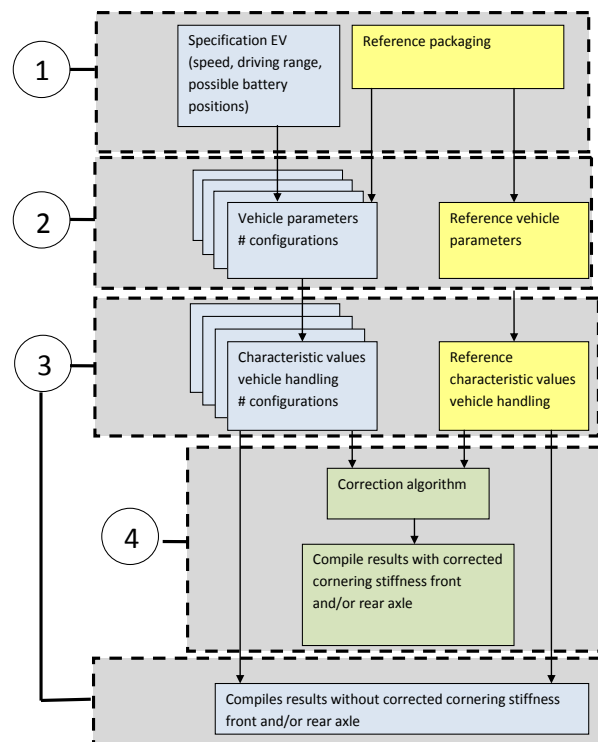 1
Specification EV
(speed, driving range,
possible battery
positions)
Reference packaging
2
Vehicle parameters
# configurations
Reference vehicle
parameters
3
Characteristic values
vehicle handling
# configurations
Reference
characteristic values
vehicle handling
4
Correction algorithm
Compile results with corrected
cornering stiffness front
and/or rear axle
Compiles results without corrected cornering stiffness
front and/or rear axle